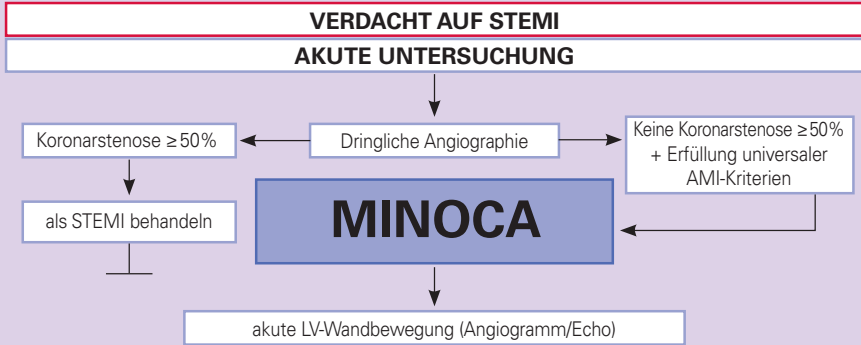 VERDACHT AUF STEMI
AKUTE UNTERSUCHUNG
Koronarstenose ≥50%
Dringliche Angiographie
Keine Koronarstenose ≥50%
+ Erfüllung universaler
AMI-Kriterien
als STEMI behandeln
MINOCA
akute LV-Wandbewegung (Angiogramm/Echo)